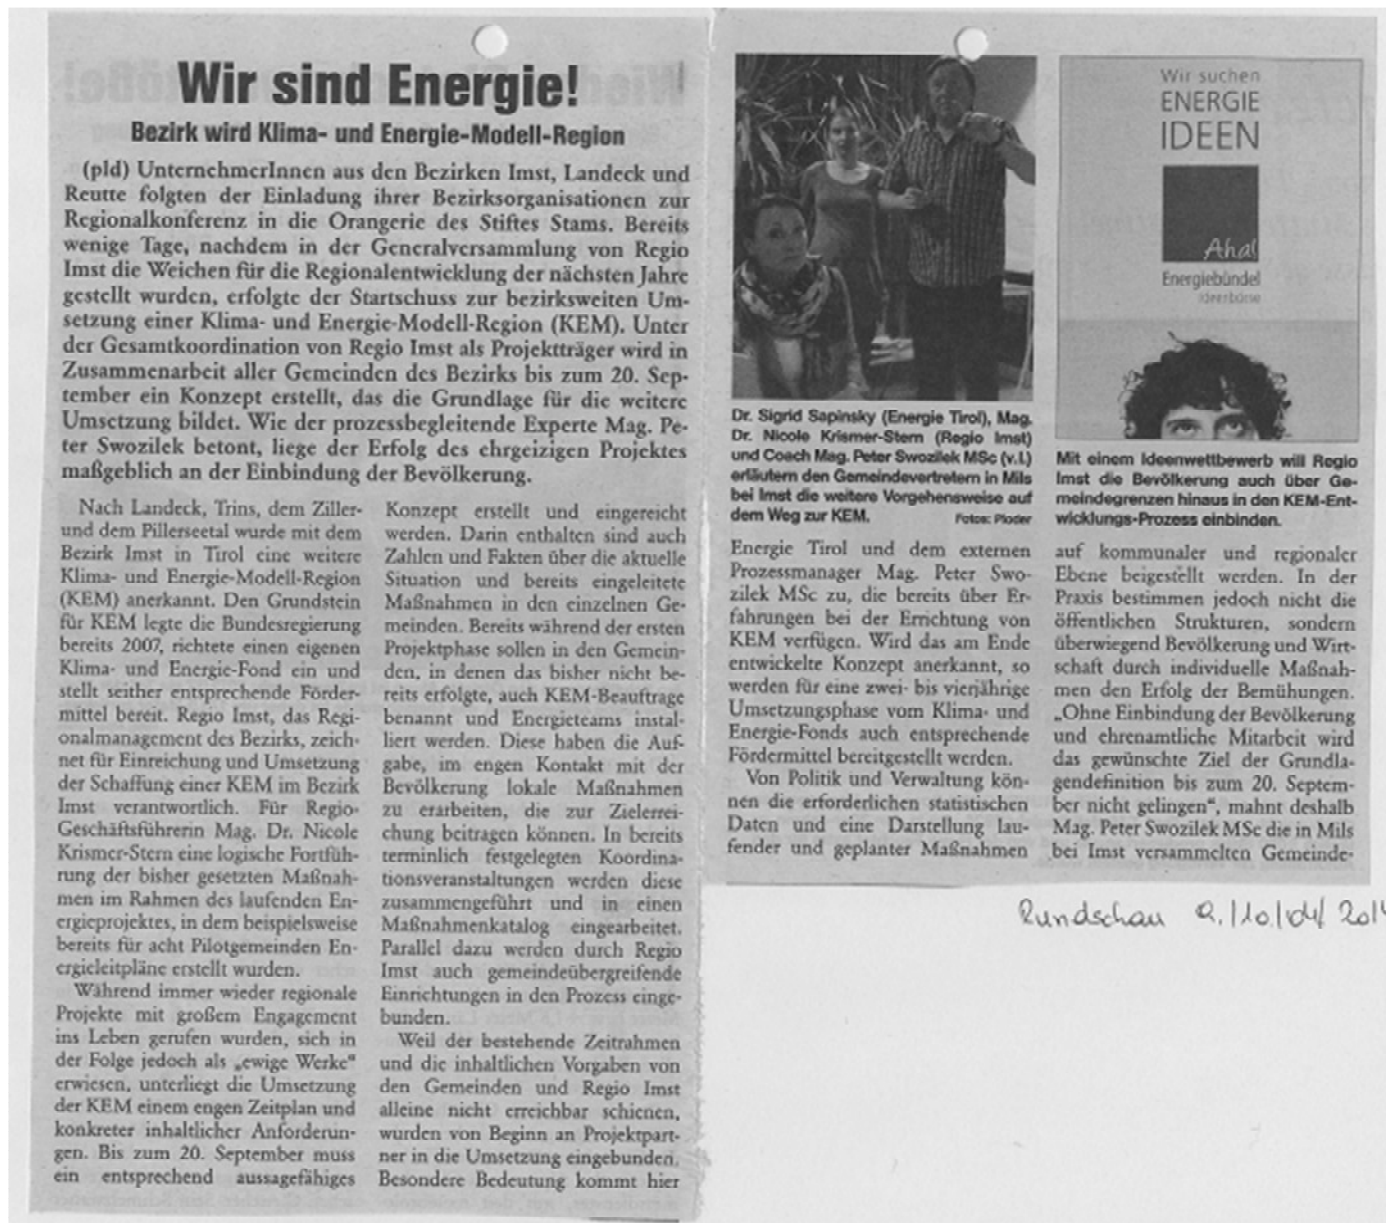 Wir sind Energie!
Bezirk wird Klima- und Energie-Modell-Region
(pld) UnternehmerInnen aus den Bezirken Imst, Landeck und
Reutte folgten der Einladung ihrer Bezirksorganisationen zur
Regionalkonferenz in die Orangerie des Stiftes Stams. Bereits
wenige Tage, nachdem in der Generalversammlung von Regio
Imst die Weichen für die Regionalentwicklung der nächsten Jahre
gestellt wurden, erfolgte der Startschuss zur bezirksweiten Um-
setzung einer Klima- und Energie-Modell-Region (KEM). Unter
der Gesamtkoordination von Regio Imst als Projektträger wird in
Zusammenarbeit aller Gemeinden des Bezirks bis zum 20. Sep-
tember ein Konzept erstellt, das die Grundlage für die weitere
Umsetzung bildet. Wie der prozessbegleitende Experte Mag. Pe-
ter Swozilek betont, liege der Erfolg des ehrgeizigen Projektes
maßgeblich an der Einbindung der Bevölkerung.
Nach Landeck, Trins, dem Ziller-
und dem Pillerseetal wurde mit dem
Bezirk Imst in Tirol eine weitere
Klima- und Energie-Modell-Region
(KEM) anerkannt. Den Grundstein
für KEM legte die Bundesregierung
bereits 2007, richtete einen eigenen
Klima- und Energie-Fond ein und
stellt seither entsprechende Förder-
mittel bereit. Regio Imst, das Regi-
onalmanagement des Bezirks, zeich-
net für Einreichung und Umsetzung
der Schaffung einer KEM im Bezirk
Imst verantwortlich. Für Regio-
Geschäftsführerin Mag. Dr. Nicole
Krismer-Stern eine logische Fortfüh-
rung der bisher gesetzten Maßnah-
men im Rahmen des laufenden En-
ergieprojektes, in dem beispielsweise
bereits für acht Pilotgemeinden En-
ergieleitpläne erstellt wurden.
Während immer wieder regionale
Projekte mit großem Engagement
ins Leben gerufen wurden, sich in
der Folge jedoch als „ewige Werke“
erwiesen, unterliegt die Umsetzung
der KEM einem engen Zeitplan und
konkreter inhaltlicher Anforderun-
gen. Bis zum 20. September muss
ein entsprechend aussagefähiges
Konzept erstellt und eingereicht
werden. Darin enthalten sind auch
Zahlen und Fakten über die aktuelle
Situation und bereits eingeleitete
Maßnahmen in den einzelnen Ge-
meinden. Bereits während der ersten
Projektphase sollen in den Gemein-
den, in denen das bisher nicht be-
reits erfolgte, auch KEM-Beauftrage
benannt und Energieteams instal-
liert werden. Diese haben die Auf-
gabe, im engen Kontakt mit der
Bevölkerung lokale Maßnahmen
zu erarbeiten, die zur Zielerrei-
chung beitragen können. In bereits
terminlich festgelegten Koordina-
tionsveranstaltungen werden diese
zusammengeführt und in einen
Maßnahmenkatalog eingearbeitet.
Parallel dazu werden durch Regio
Imst auch gemeindeübergreifende
Einrichtungen in den Prozess einge-
bunden.
Weil der bestehende Zeitrahmen
und die inhaltlichen Vorgaben von
den Gemeinden und Regio Imst
alleine nicht erreichbar schienen,
wurden von Beginn an Projektpart-
ner in die Umsetzung eingebunden.
Besondere Bedeutung kommt hier
Dr. Sigrid Sapinsky (Energie Tirol), Mag.
Dr. Nicole Krismer-Stern (Regio Imst)
und Coach Mag. Peter Swozilek MSc (v.l.)
erläutern den Gemeindevertretern in Mils
bei Imst die weitere Vorgehensweise auf
dem Weg zur KEM. Fotos: Ploder
Energie Tirol und dem externen
Prozessmanager Mag. Peter Swo-
zilek MSc zu, die bereits über Er-
fahrungen bei der Errichtung von
KEM verfügen. Wird das am Ende
entwickelte Konzept anerkannt, so
werden für eine zwei- bis vierjährige
Umsetzungsphase vom Klima- und
Energie-Fonds auch entsprechende
Fördermittel bereitgestellt werden.
Von Politik und Verwaltung kön-
nen die erforderlichen statistischen
Daten und eine Darstellung lau-
fender und geplanter Maßnahmen
Wir suchen
ENERGIE
IDEEN
Aha!
Energiebündel
Ideenbörse
Mit einem Ideenwettbewerb will Regio
Imst die Bevölkerung auch über Ge-
meindegrenzen hinaus in den KEM-Ent-
wicklungs-Prozess einbinden.
auf kommunaler und regionaler
Ebene beigestellt werden. In der
Praxis bestimmen jedoch nicht die
öffentlichen Strukturen, sondern
überwiegend Bevölkerung und Wirt-
schaft durch individuelle Maßnah-
men den Erfolg der Bemühungen.
„Ohne Einbindung der Bevölkerung
und ehrenamtliche Mitarbeit wird
das gewünschte Ziel der Grundla-
gendefinition bis zum 20. Septem-
ber nicht gelingen“, mahnt deshalb
Mag. Peter Swozilek MSc die in Mils
bei Imst versammelten Gemeinde-
Rundschau 9./10./04/ 2014